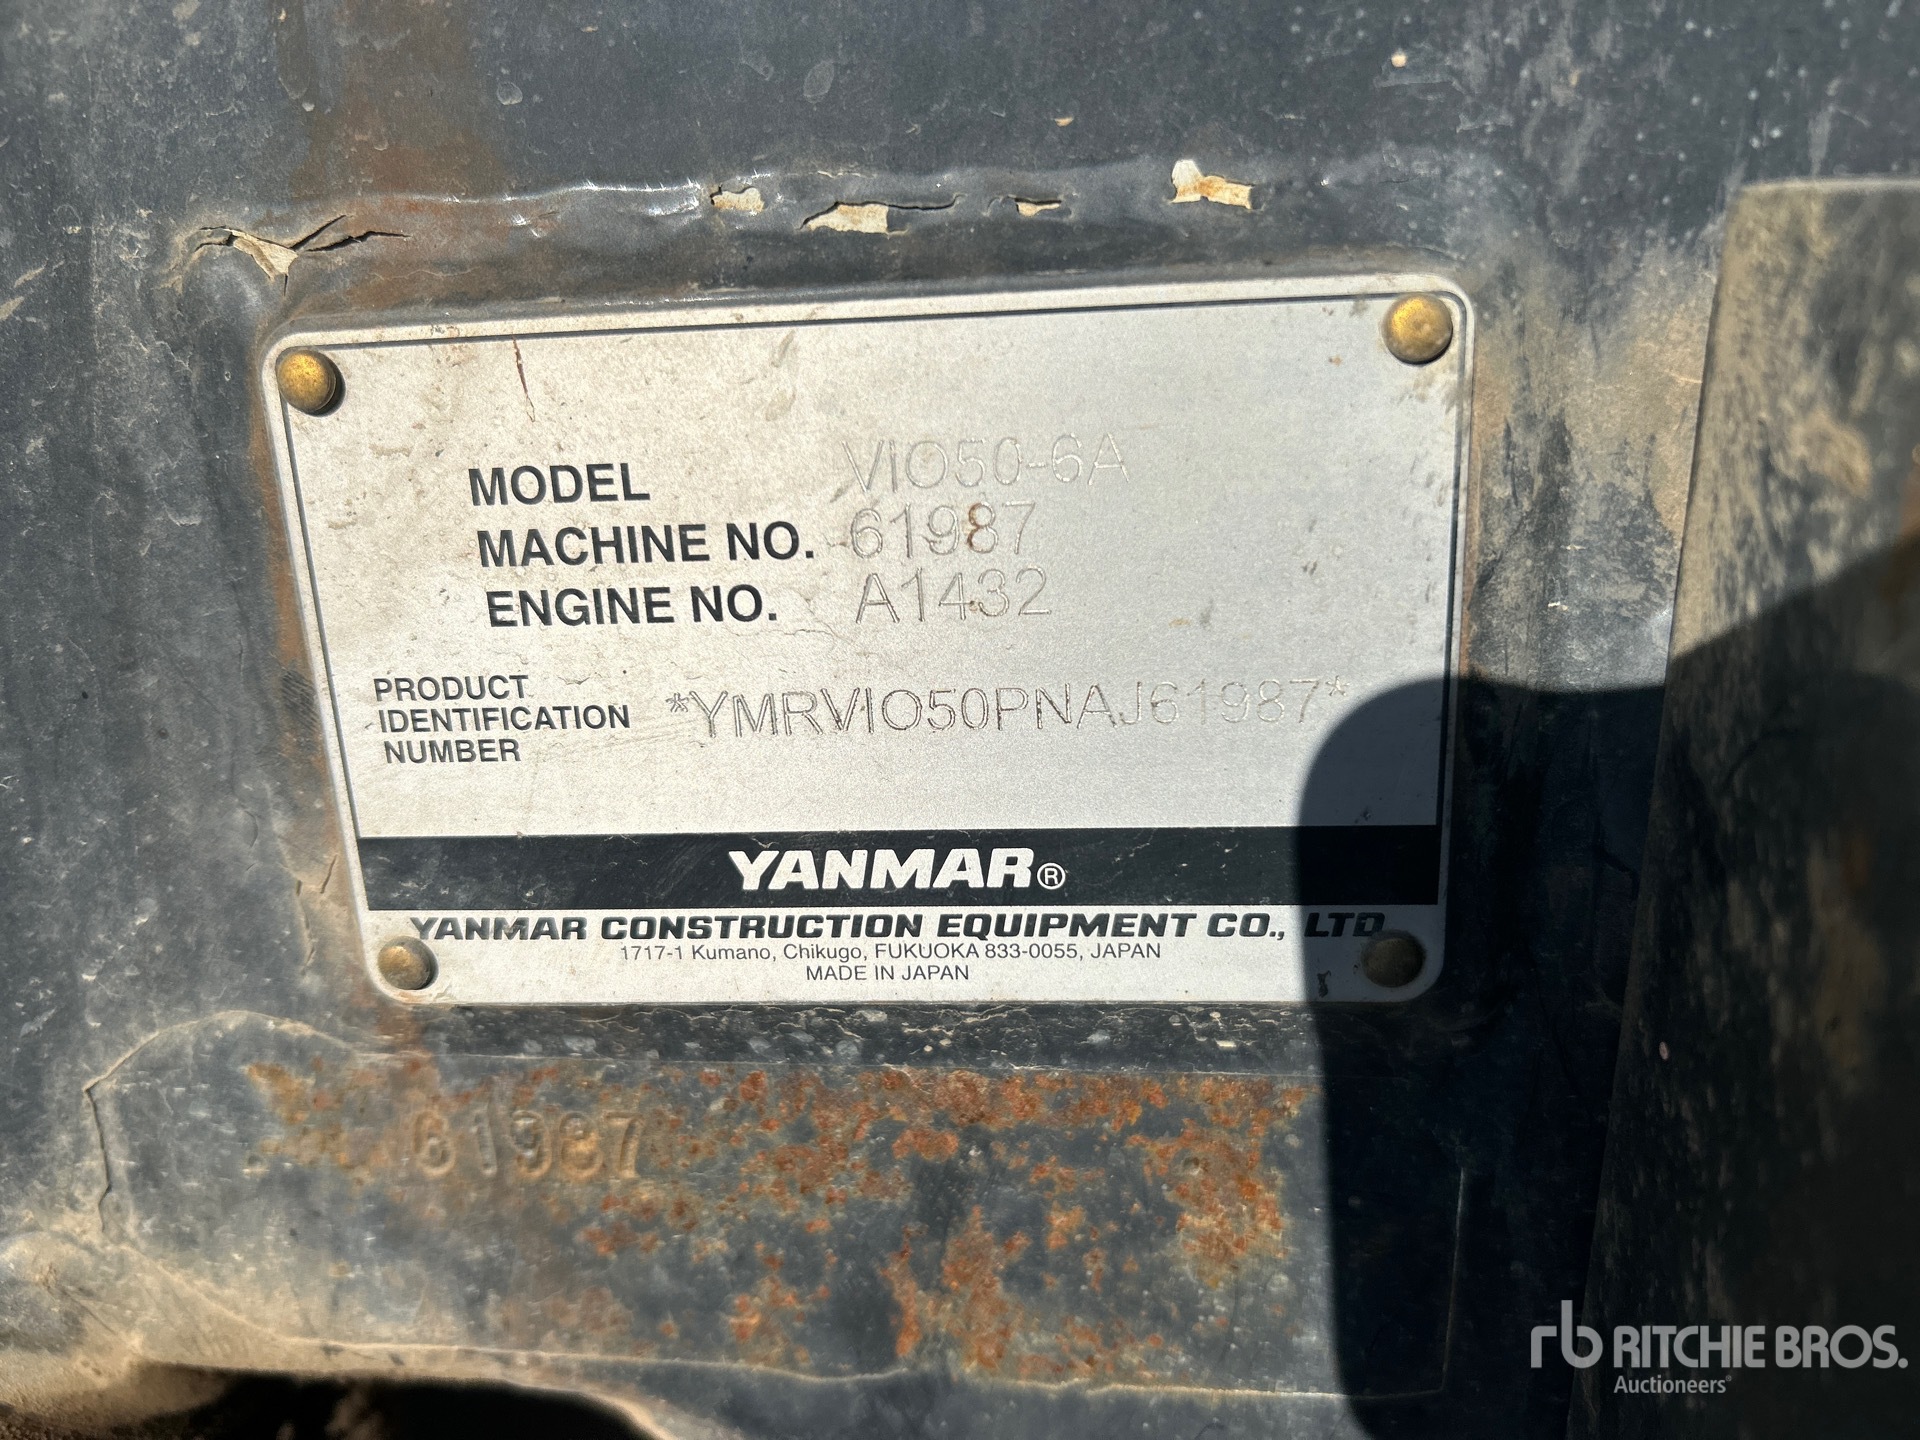 MODEL VIO50-6A
MACHINE NO. 61987
ENGINE NO. A1432
PRODUCT
IDENTIFICATION *YMRVIO50PNAJ61987*
NUMBER
YANMAR®
YANMAR CONSTRUCTION EQUIPMENT CO., LTD.
1717-1 Kumano, Chikugo, FUKUOKA 833-0055, JAPAN
MADE IN JAPAN
61987
rb RITCHIE BROS.
Auctioneers®